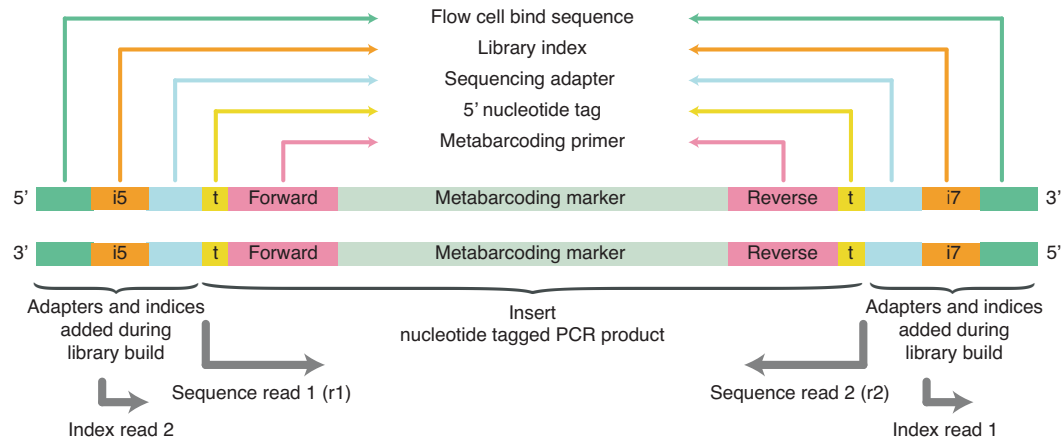 Flow cell bind sequence
Library index
Sequencing adapter
5’ nucleotide tag
Metabarcoding primer
5’ i5 t Forward Metabarcoding marker Reverse t i7 3’
3’ i5 t Forward Metabarcoding marker Reverse t i7 5’
Adapters and indices
added during
library build
Insert
nucleotide tagged PCR product
Adapters and indices
added during
library build
Sequence read 1 (r1)
Sequence read 2 (r2)
Index read 2
Index read 1